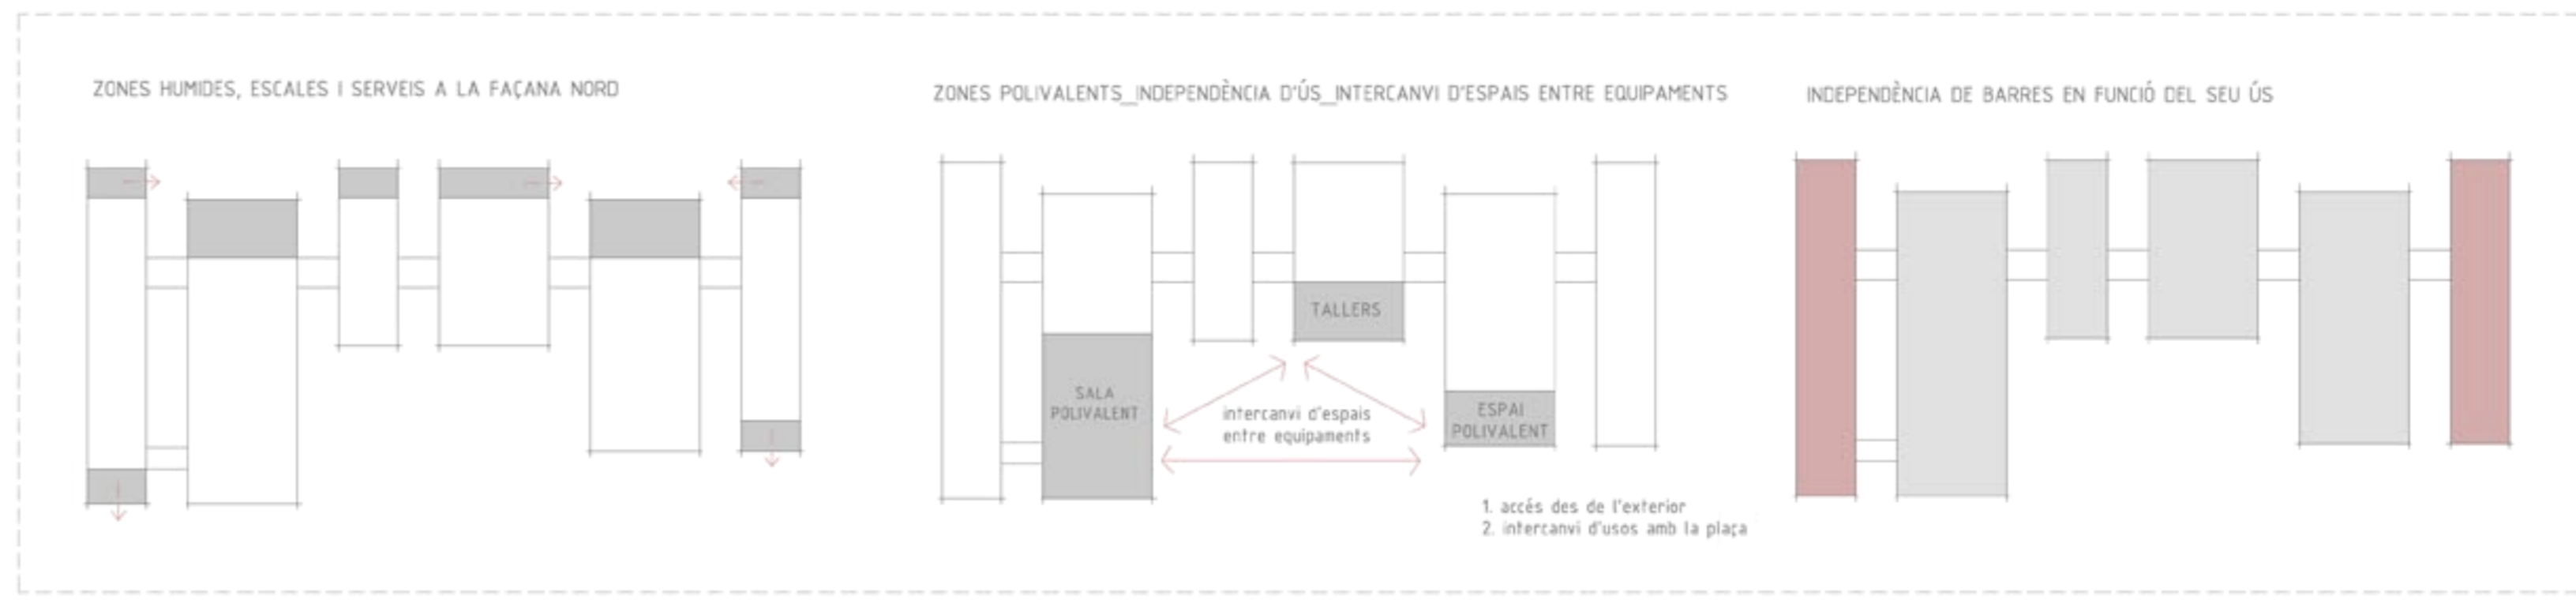 ZONES HUMIDES, ESCALES I SERVEIS A LA FAÇANA NORD
ZONES POLIVALENTS_INDEPENDÈNCIA D'ÚS_INTERCANVI D'ESPAIS ENTRE EQUIPAMENTS
TALLERS
SALA
POLIVALENT
intercanvi d'espais
entre equipaments
ESPAI
POLIVALENT
1. accés des de l'exterior
2. intercanvi d'usos amb la plaça
INDEPENDÈNCIA DE BARRES EN FUNCIÓ DEL SEU ÚS